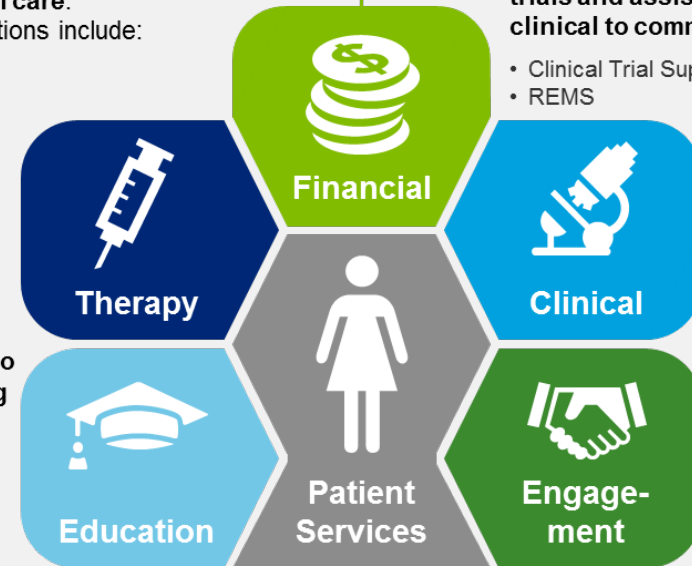 care.
tions include:
trials and assis
clinical to comm
• Clinical Trial Sup
• REMS
Financial
Therapy
Clinical
o
g
Education
Patient
Services
Engage-
ment